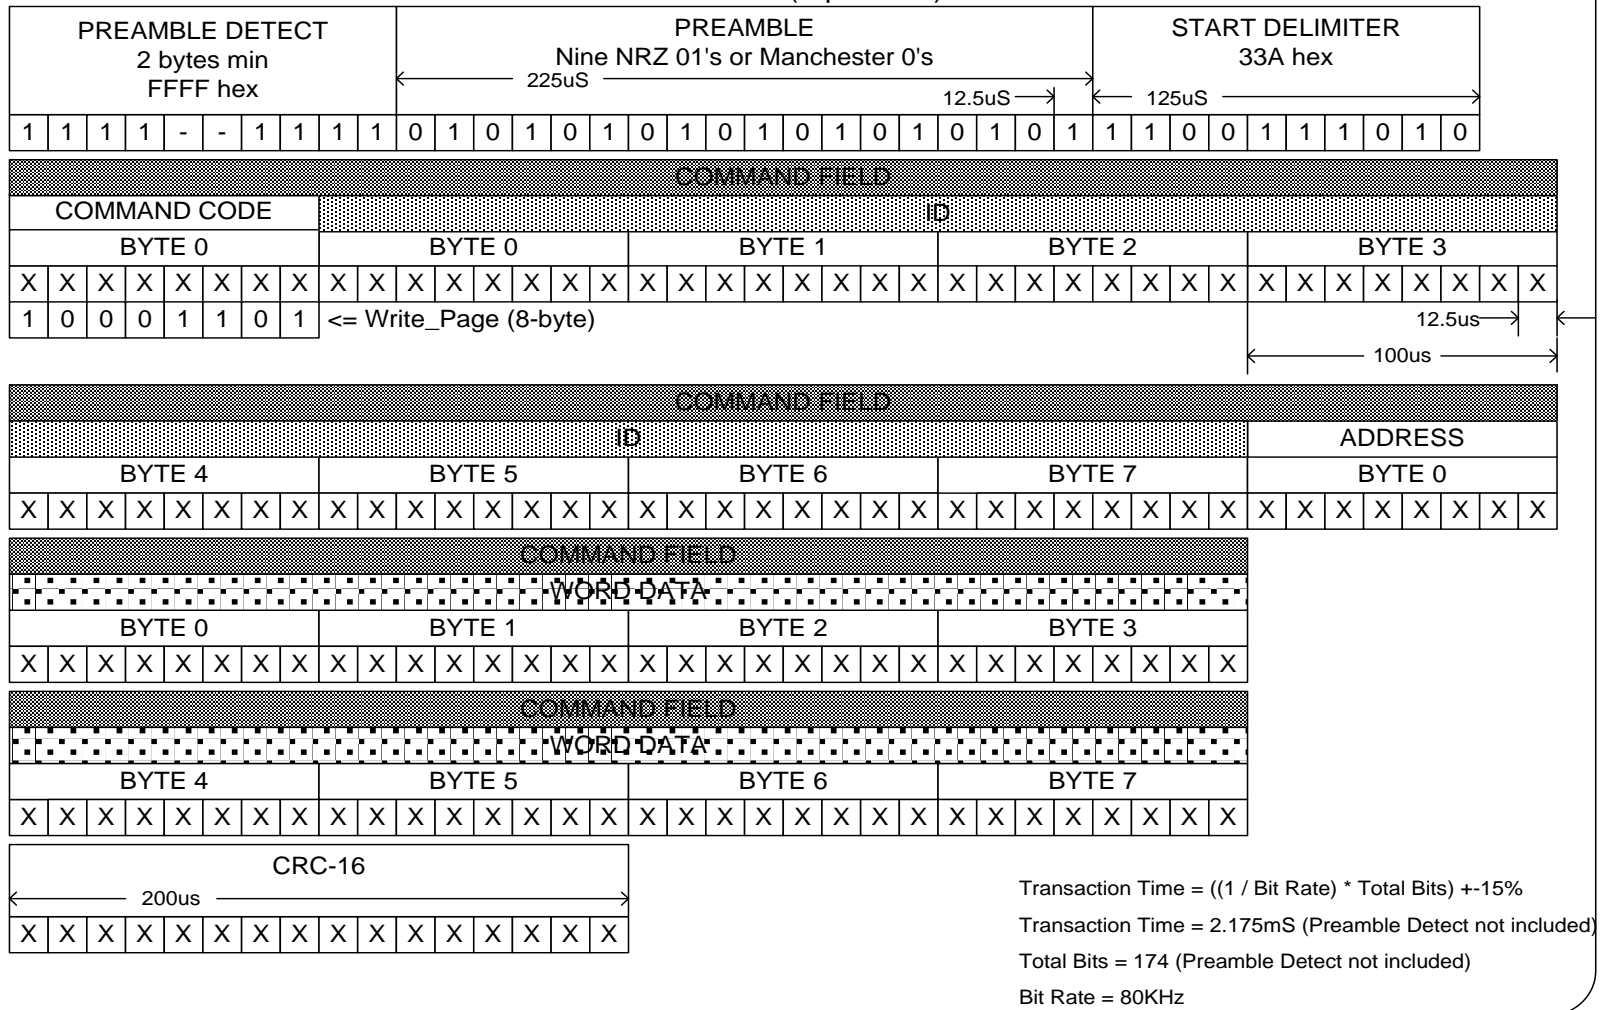 PREAMBLE DETECT
2 bytes min
FFFF hex
PREAMBLE
Nine NRZ 01's or Manchester 0's
225uS
12.5uS
START DELIMITER
33A hex
125uS
1 1 1 1 - - 1 1 1 1 0 1 0 1 0 1 0 1 0 1 0 1 0 1 0 1 0 1 1 1 0 0 1 1 1 0 1 0
COMMAND FIELD
COMMAND CODE ID
BYTE 0 BYTE 0 BYTE 1 BYTE 2 BYTE 3
X X X X X X X X X X X X X X X X X X X X X X X X X X X X X X X X X X X X X X X X
1 0 0 0 1 1 0 1 <= Write_Page (8-byte)
12.5us
100us
COMMAND FIELD
ID ADDRESS
BYTE 4 BYTE 5 BYTE 6 BYTE 7 BYTE 0
X X X X X X X X X X X X X X X X X X X X X X X X X X X X X X X X X X X X X X X X
COMMAND FIELD
WORD DATA
BYTE 0 BYTE 1 BYTE 2 BYTE 3
X X X X X X X X X X X X X X X X X X X X X X X X X X X X X X X X
COMMAND FIELD
WORD DATA
BYTE 4 BYTE 5 BYTE 6 BYTE 7
X X X X X X X X X X X X X X X X X X X X X X X X X X X X X X X X
CRC-16
200us
X X X X X X X X X X X X X X X X
Transaction Time = ((1 / Bit Rate) * Total Bits) +-15%
Transaction Time = 2.175mS (Preamble Detect not included)
Total Bits = 174 (Preamble Detect not included)
Bit Rate = 80KHz